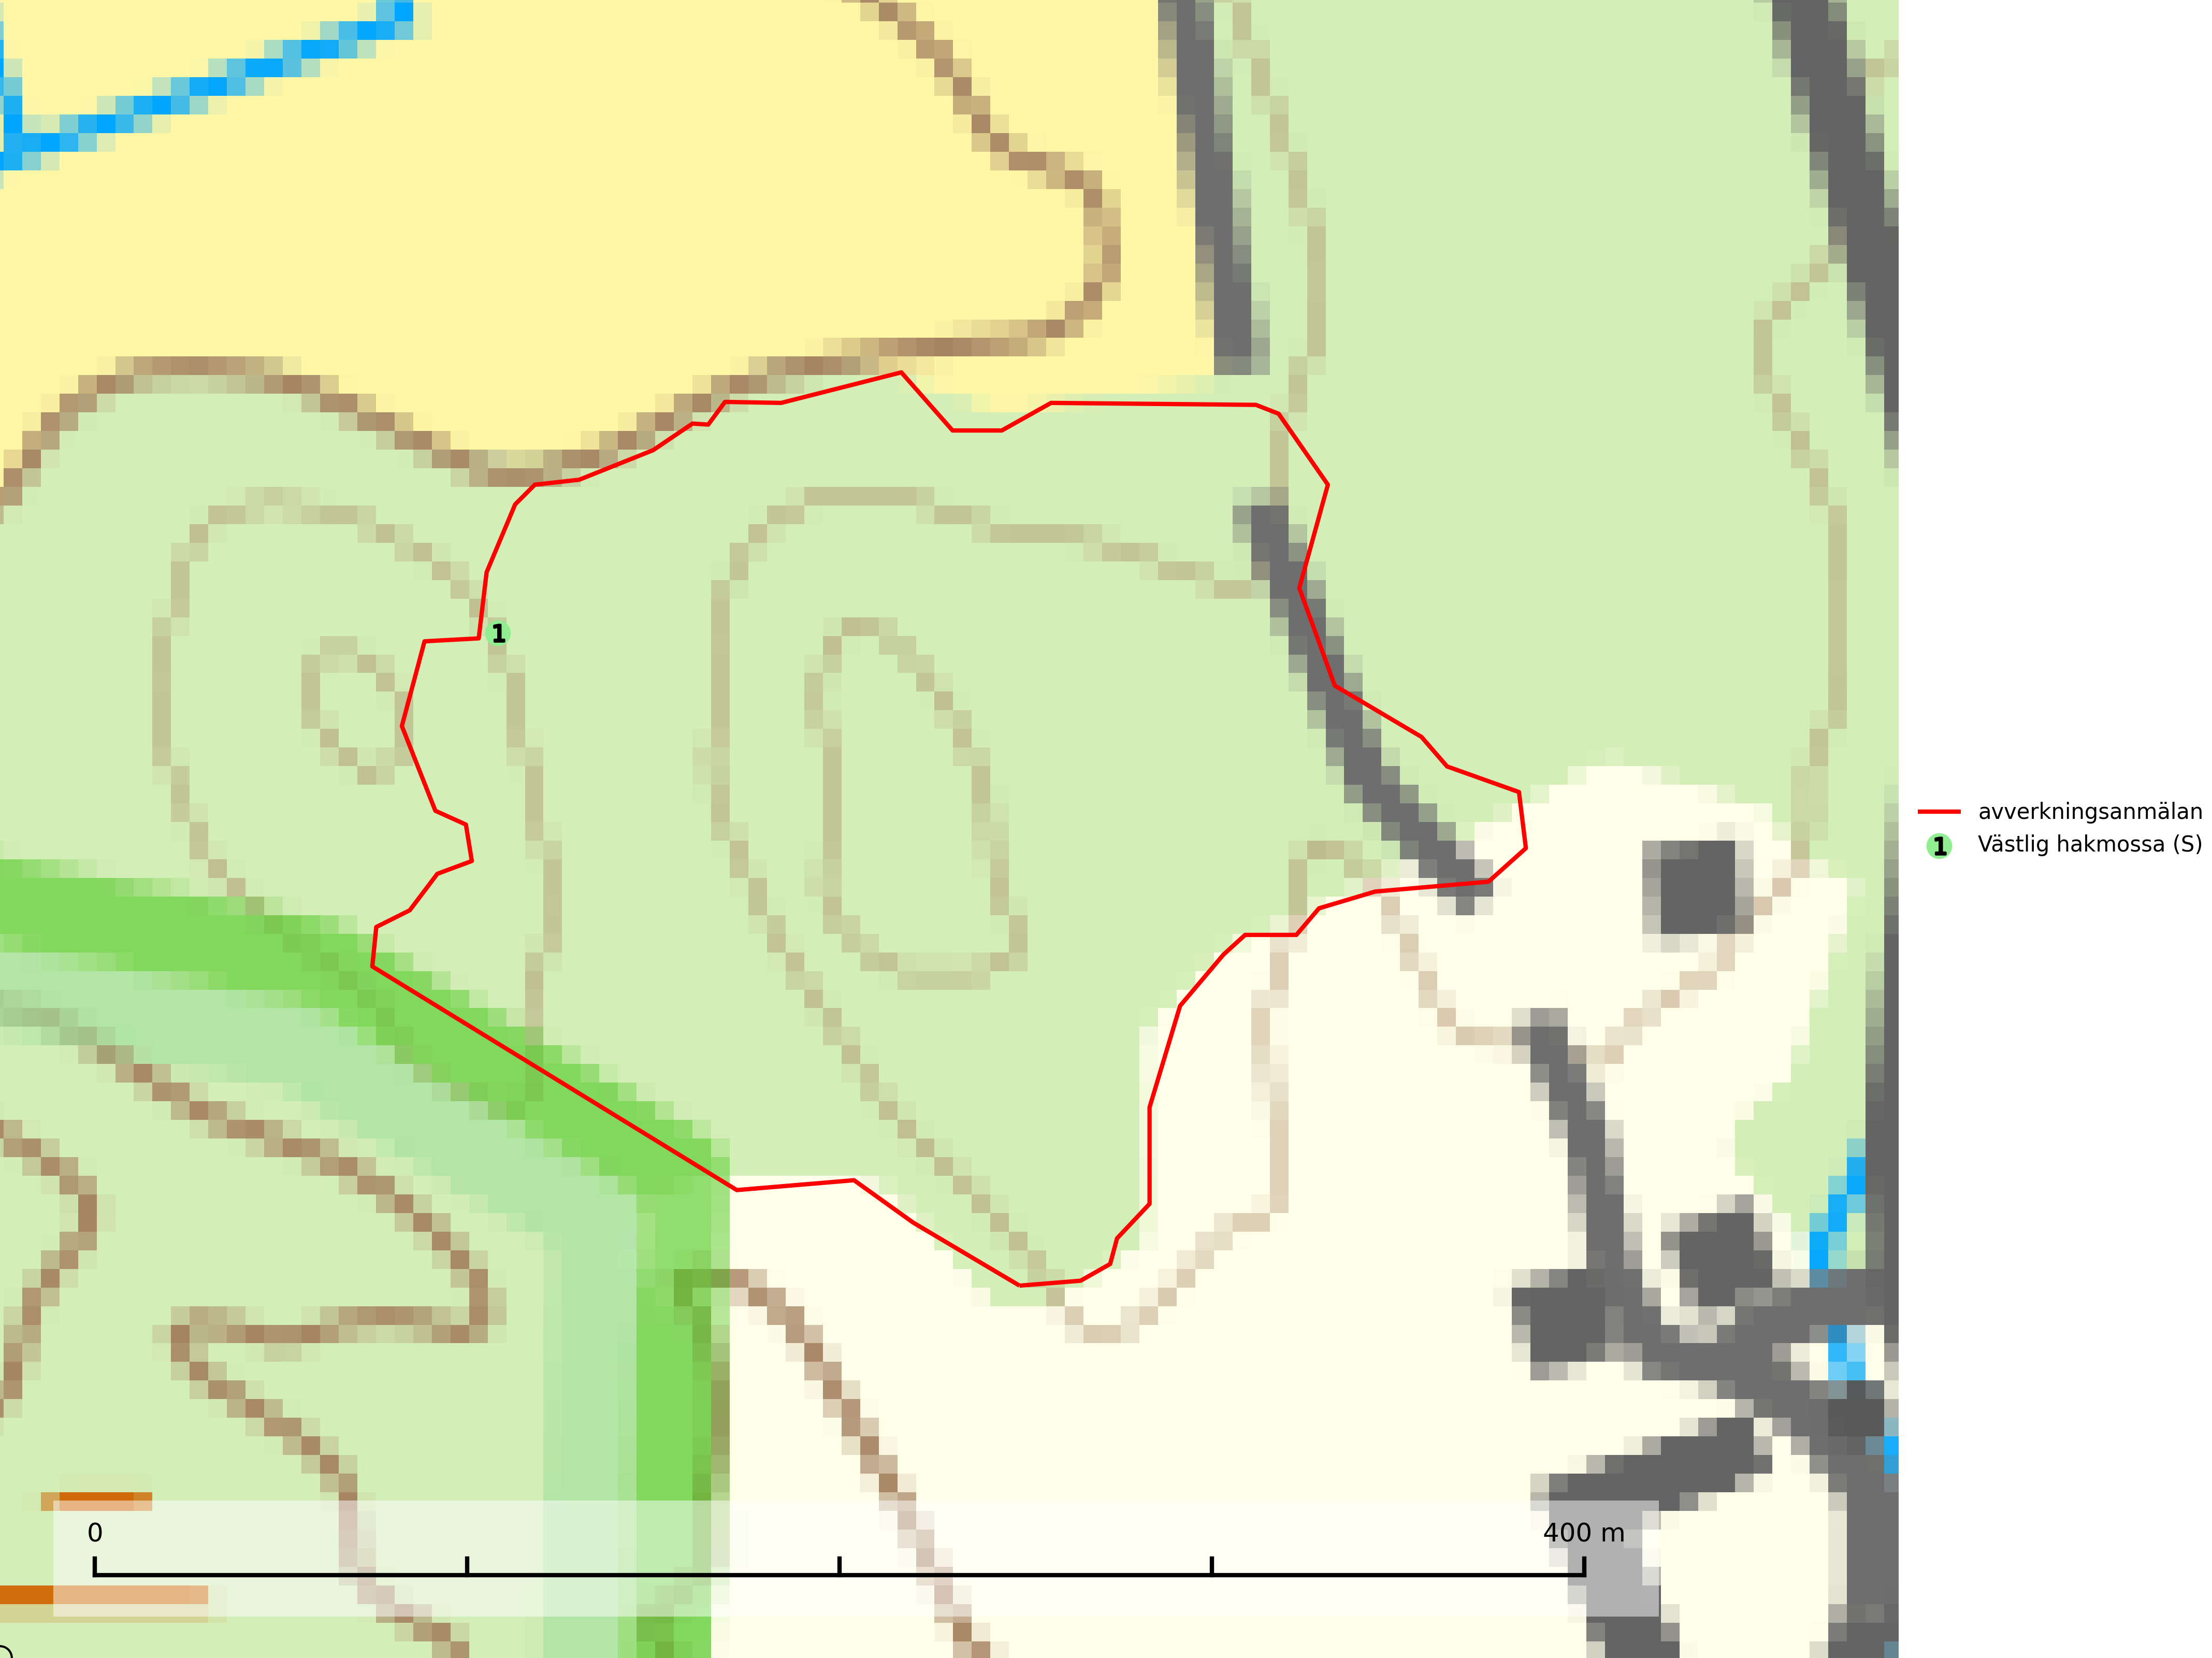 1
avverkningsanmälan
1 Västlig hakmossa (S)
0 400 m